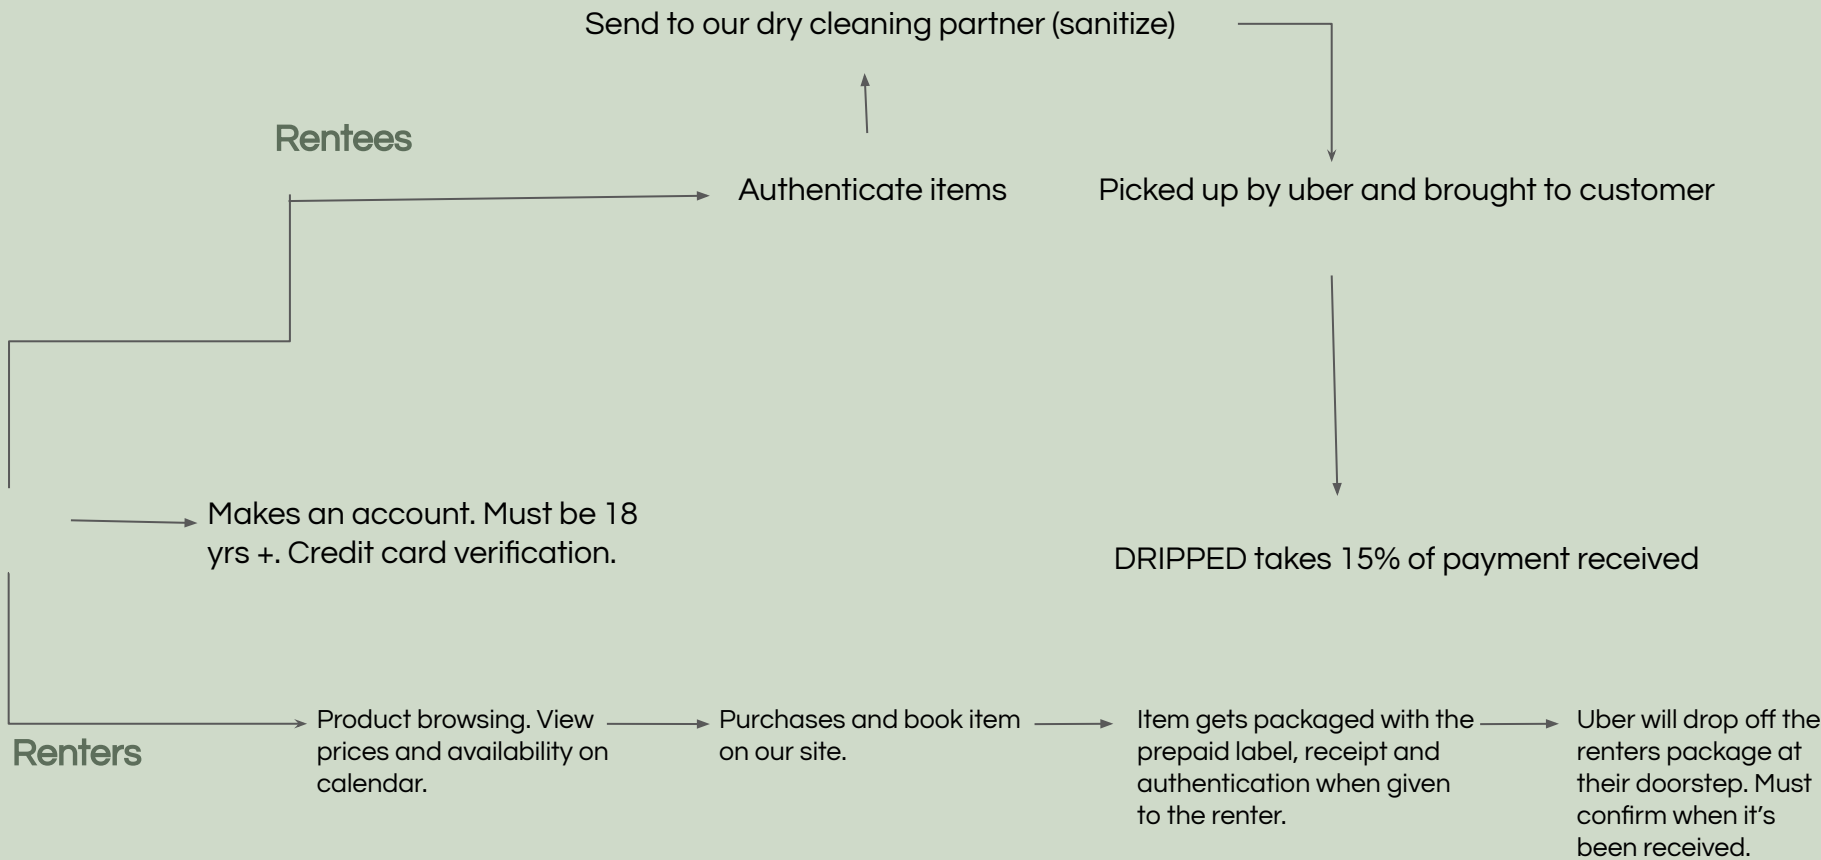 Send to our dry cleaning partner (sanitize)
Rentees
Authenticate items
Picked up by uber and brought to customer
Makes an account. Must be 18
yrs +. Credit card verification.
DRIPPED takes 15% of payment received
Renters
Product browsing. View
prices and availability on
calendar.
Purchases and book item
on our site.
Item gets packaged with the
prepaid label, receipt and
authentication when given
to the renter.
Uber will drop off the
renters package at
their doorstep. Must
confirm when it’s
been received.